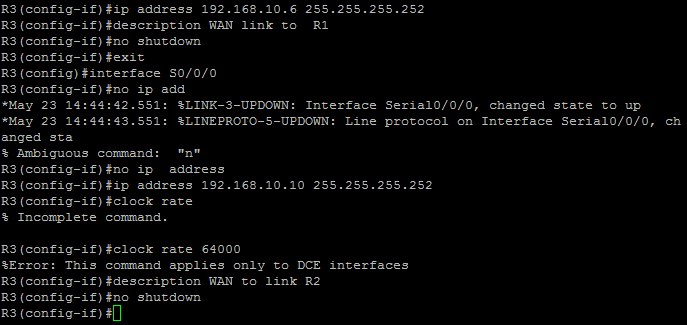 R3(config-if)#ip address 192.168.10.6 255.255.255.252
R3(config-if)#description WAN link to  R1
R3(config-if)#no shutdown
R3(config-if)#exit
R3(config)#interface S0/0/0
R3(config-if)#no ip add
*May 23 14:44:42.551: %LINK-3-UPDOWN: Interface Serial0/0/0, changed state to up
*May 23 14:44:43.551: %LINEPROTO-5-UPDOWN: Line protocol on Interface Serial0/0/0, ch
anged sta
% Ambiguous command:  "n"
R3(config-if)#no ip  address
R3(config-if)#ip address 192.168.10.10 255.255.255.252
R3(config-if)#clock rate
% Incomplete command.

R3(config-if)#clock rate 64000
%Error: This command applies only to DCE interfaces
R3(config-if)#description WAN to link R2
R3(config-if)#no shutdown
R3(config-if)#